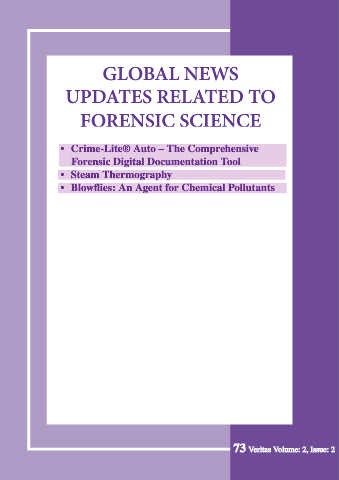 GLOBAL NEWS
UPDATES RELATED TO
FORENSIC SCIENCE
• Crime-Lite® Auto – The Comprehensive
Forensic Digital Documentation Tool
• Steam Thermography
• Blowflies: An Agent for Chemical Pollutants
73 Veritas Volume: 2, Issue: 2